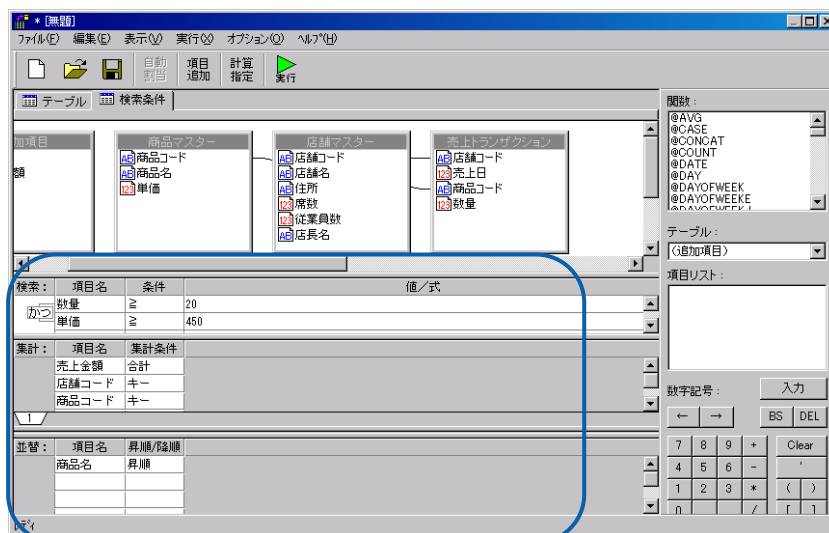 * [無題]
ファイル(F) 編集(E) 表示(V) 実行(X) オプション(O) ヘルプ(H)
自動割当 項目追加 計算指定 実行
テーブル 検索条件
加項目
額
商品マスター
商品コード
商品名
単価
店舗マスター
店舗コード
店舗名
住所
席数
従業員数
店長名
売上トランザクション
店舗コード
売上日
商品コード
数量
検索： 項目名 条件 値／式
かつ
数量 ≧ 20
単価 ≧ 450
集計： 項目名 集計条件
売上金額 合計
店舗コード キー
商品コード キー
1
並替： 項目名 昇順/降順
商品名 昇順
関数：
@AVG
@CASE
@CONCAT
@COUNT
@DATE
@DAY
@DAYOFWEEK
@DAYOFWEEKE
テーブル：
(追加項目)
項目リスト：
数字記号： 入力
← → BS DEL
7 8 9 + Clear
4 5 6 - '
1 2 3 * ( )
0 / [ ]
レディ